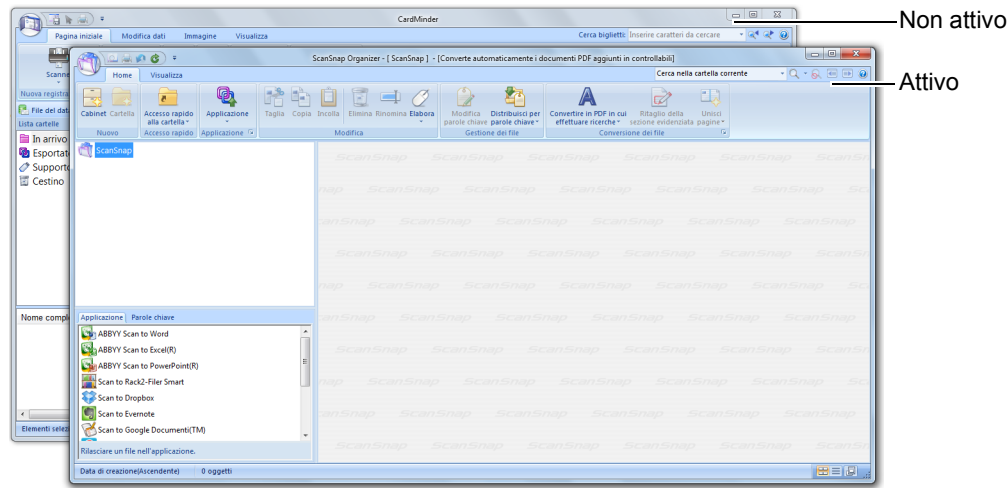 CardMinder
Non attivo
Pagina iniziale Modifica dati Immagine Visualizza Cerca biglietti: Inserire caratteri da cercare
ScanSnap Organizer - [ ScanSnap ] - [Converte automaticamente i documenti PDF aggiunti in controllabili]
Attivo
Home Visualizza Cerca nella cartella corrente
Cabinet Cartella Accesso rapido alla cartella Applicazione Taglia Copia Incolla Elimina Rinomina Elabora Modifica parole chiave Distribuisci per parole chiave Convertire in PDF in cui effettuare ricerche Ritaglio della sezione evidenziata Unisci pagine
Nuovo Accesso rapido Applicazione Modifica Gestione dei file Conversione dei file
Scanne
Nuova registra
File del dat
Lista cartelle
In arrivo
Esportat
Supporto
Cestino
Nome compl
Elementi selez
ScanSnap
Applicazione Parole chiave
ABBYY Scan to Word
ABBYY Scan to Excel(R)
ABBYY Scan to PowerPoint(R)
Scan to Rack2-Filer Smart
Scan to Dropbox
Scan to Evernote
Scan to Google Documenti(TM)
Rilasciare un file nell'applicazione.
Data di creazione(Ascendente) 0 oggetti